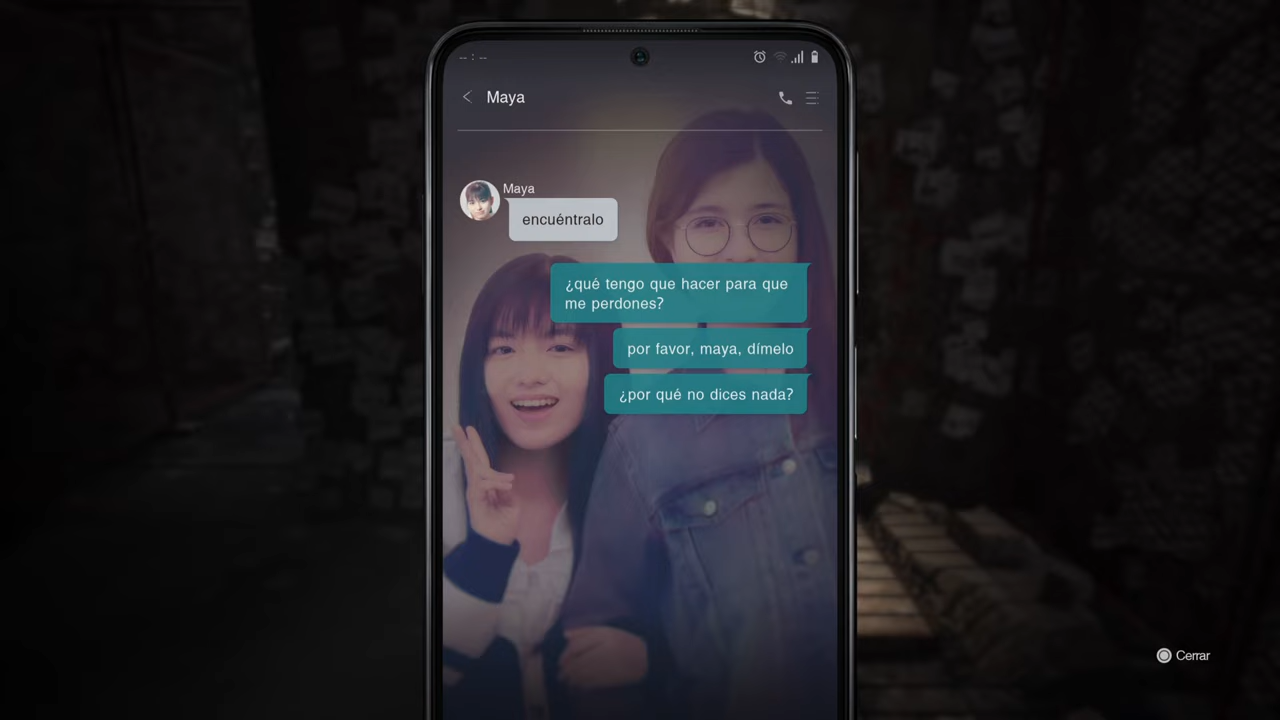 -- : --
Maya
Maya
encuéntralo
¿qué tengo que hacer para que
me perdones?
por favor, maya, dímelo
¿por qué no dices nada?
Cerrar